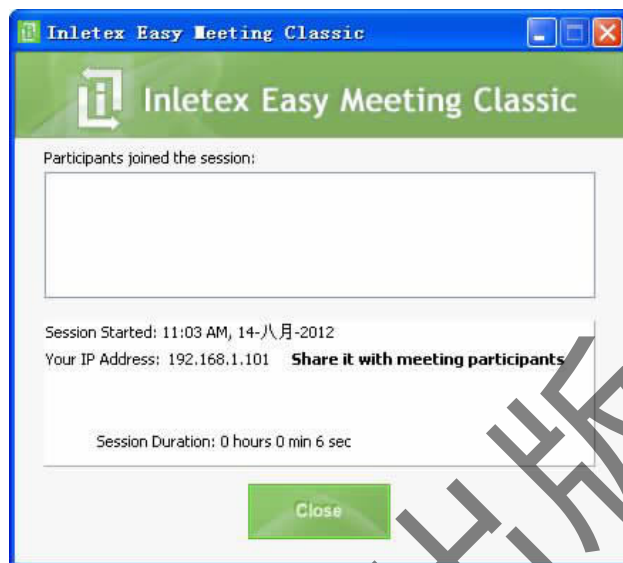 Inletex Easy Meeting Classic
Inletex Easy Meeting Classic
Participants joined the session:
Session Started: 11:03 AM, 14-八月-2012
Your IP Address: 192.168.1.101 Share it with meeting participants
Session Duration: 0 hours 0 min 6 sec
Close
出版